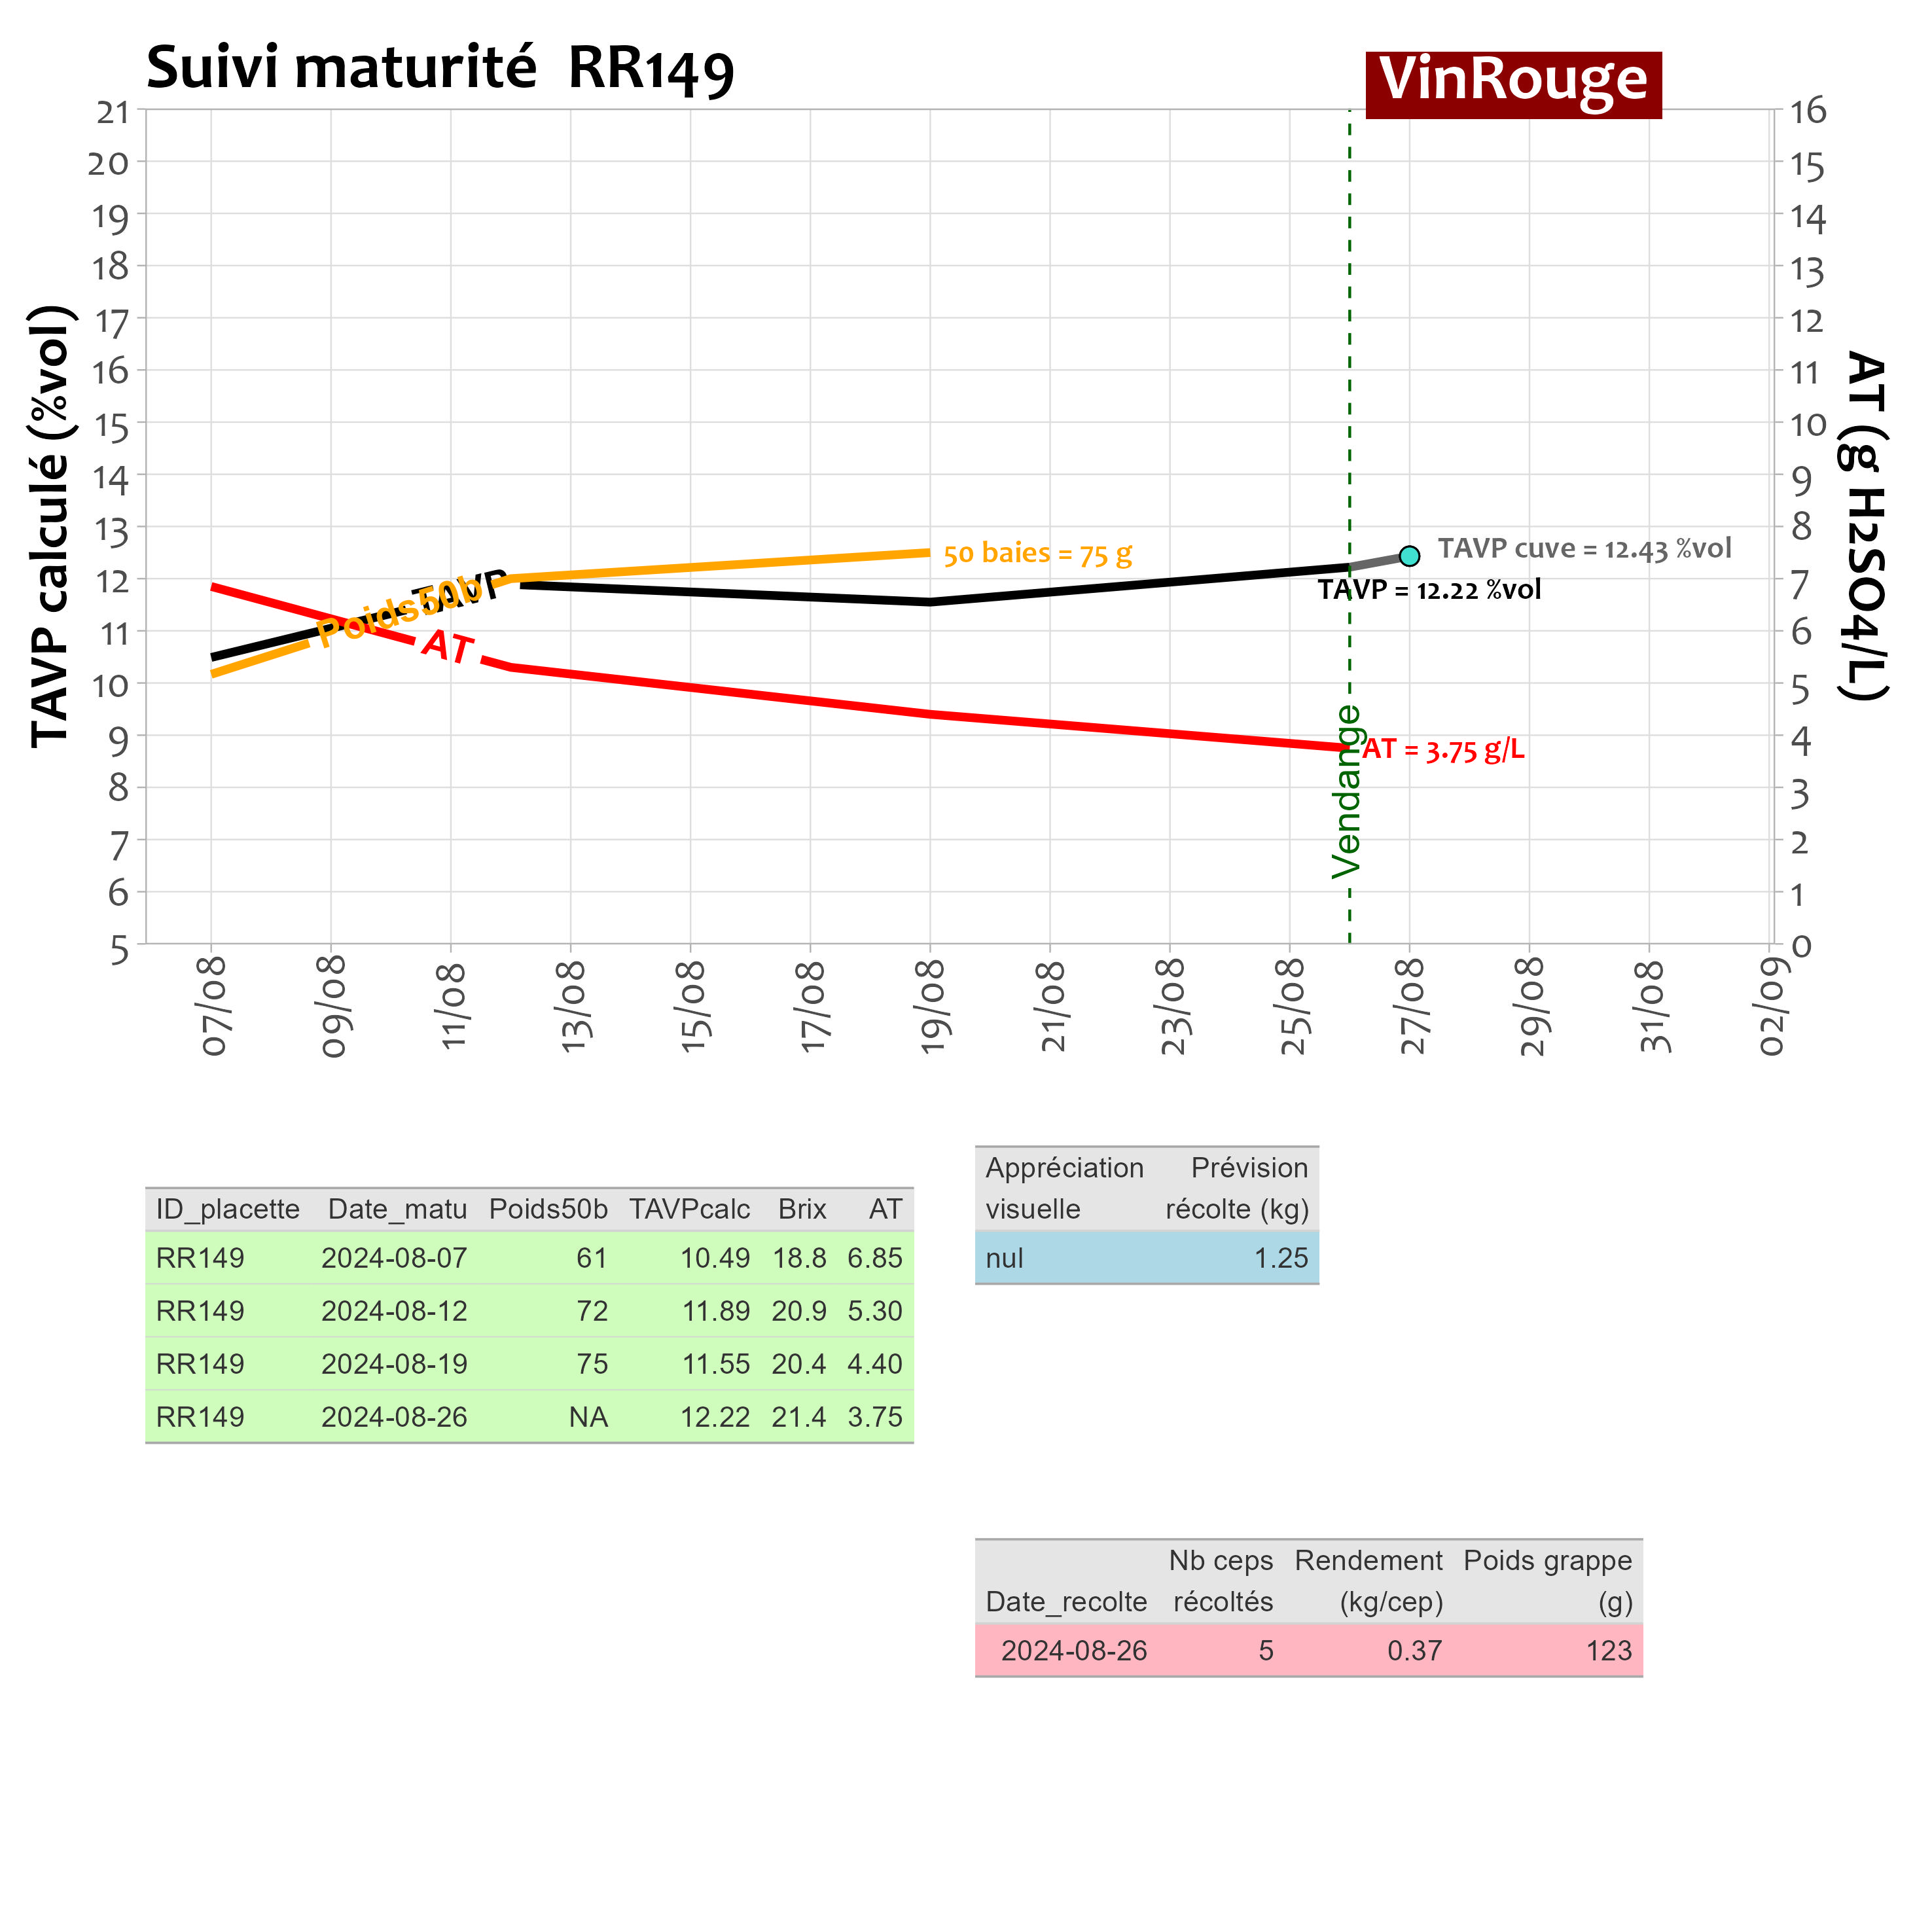 Suivi maturité  RR149
VinRouge
TAVP calculé (%vol)
21
20
19
18
17
16
15
14
13
12
11
10
9
8
7
6
5
16
15
14
13
12
11
10
9
8
7
6
5
4
3
2
1
0
AT (g H2SO4/L)
50 baies = 75 g
TAVP cuve = 12.43 %vol
TAVP = 12.22 %vol
TAVP
Poids50b
AT
AT = 3.75 g/L
Vendange
07/08
09/08
11/08
13/08
15/08
17/08
19/08
21/08
23/08
25/08
27/08
29/08
31/08
02/09
ID_placette Date_matu Poids50b TAVPcalc Brix AT
RR149 2024-08-07 61 10.49 18.8 6.85
RR149 2024-08-12 72 11.89 20.9 5.30
RR149 2024-08-19 75 11.55 20.4 4.40
RR149 2024-08-26 NA 12.22 21.4 3.75
Appréciation Prévision
visuelle récolte (kg)
nul 1.25
Nb ceps Rendement Poids grappe
Date_recolte récoltés (kg/cep) (g)
2024-08-26 5 0.37 123